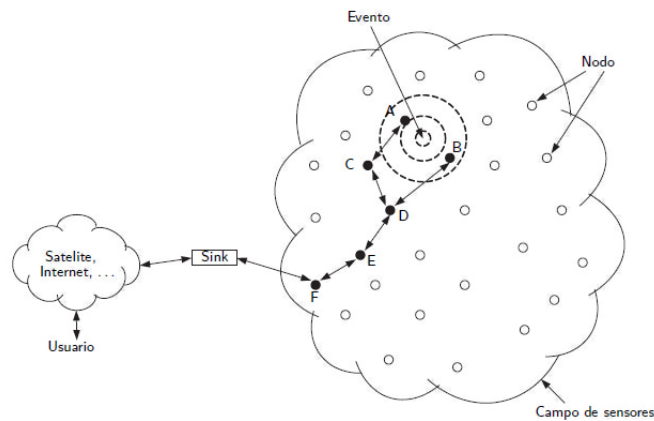 Evento
Nodo
A
B
C
D
Satelite,
Internet, . . .
Sink
E
F
Usuario
Campo de sensores